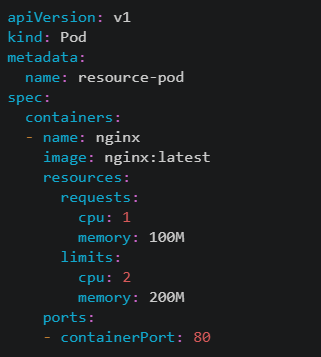 apiVersion: v1
kind: Pod
metadata:
  name: resource-pod
spec:
  containers:
  - name: nginx
    image: nginx:latest
    resources:
      requests:
        cpu: 1
        memory: 100M
      limits:
        cpu: 2
        memory: 200M
    ports:
    - containerPort: 80